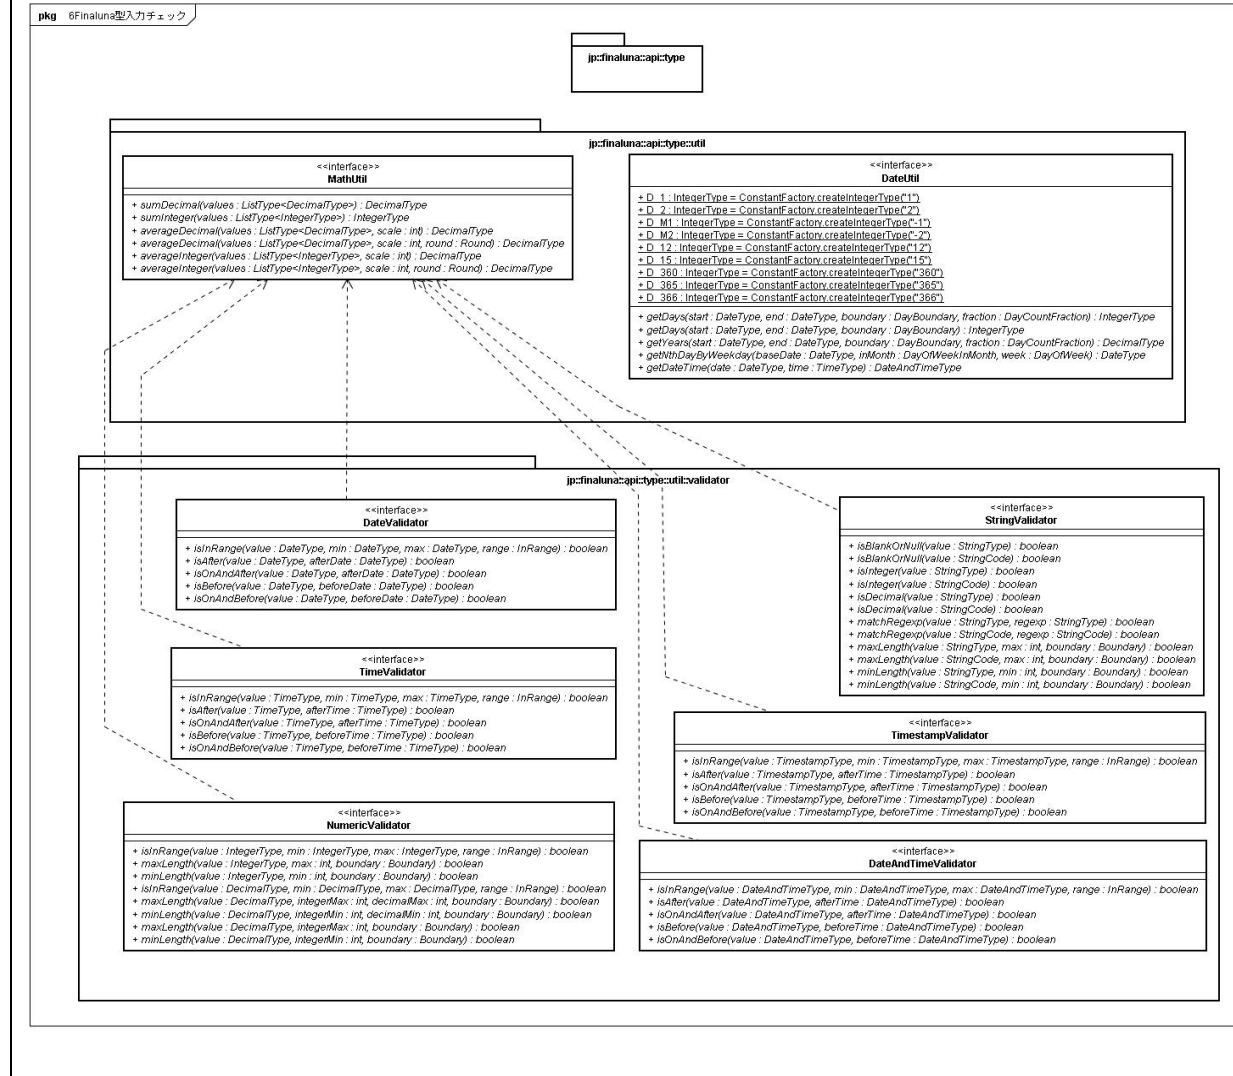 pkg 6Finaluna型入力チェック
jp::finaluna::api::type
jp::finaluna::api::type::util
<<interface>>
MathUtil
+ sumDecimal(values : ListType<DecimalType>) : DecimalType
+ sumInteger(values : ListType<IntegerType>) : IntegerType
+ averageDecimal(values : ListType<DecimalType>, scale : int) : DecimalType
+ averageDecimal(values : ListType<DecimalType>, scale : int, round : Round) : DecimalType
+ averageInteger(values : ListType<IntegerType>, scale : int) : DecimalType
+ averageInteger(values : ListType<IntegerType>, scale : int, round : Round) : DecimalType
<<interface>>
DateUtil
+ D_1 : IntegerType = ConstantFactory.createIntegerType("1")
+ D_2 : IntegerType = ConstantFactory.createIntegerType("2")
+ D_M1 : IntegerType = ConstantFactory.createIntegerType("-1")
+ D_M2 : IntegerType = ConstantFactory.createIntegerType("-2")
+ D_12 : IntegerType = ConstantFactory.createIntegerType("12")
+ D_15 : IntegerType = ConstantFactory.createIntegerType("15")
+ D_360 : IntegerType = ConstantFactory.createIntegerType("360")
+ D_365 : IntegerType = ConstantFactory.createIntegerType("365")
+ D_366 : IntegerType = ConstantFactory.createIntegerType("366")
+ getDays(start : DateType, end : DateType, boundary : DayBoundary, fraction : DayCountFraction) : IntegerType
+ getDays(start : DateType, end : DateType, boundary : DayBoundary) : IntegerType
+ getYears(start : DateType, end : DateType, boundary : DayBoundary, fraction : DayCountFraction) : DecimalType
+ getNthDayByWeekday(baseDate : DateType, inMonth : DayOfWeekInMonth, week : DayOfWeek) : DateType
+ getDateTime(date : DateType, time : TimeType) : DateAndTimeType
jp::finaluna::api::type::util::validator
<<interface>>
DateValidator
+ isInRange(value : DateType, min : DateType, max : DateType, range : InRange) : boolean
+ isAfter(value : DateType, afterDate : DateType) : boolean
+ isOnAndAfter(value : DateType, afterDate : DateType) : boolean
+ isBefore(value : DateType, beforeDate : DateType) : boolean
+ isOnAndBefore(value : DateType, beforeDate : DateType) : boolean
<<interface>>
StringValidator
+ isBlankOrNull(value : StringType) : boolean
+ isBlankOrNull(value : StringCode) : boolean
+ isInteger(value : StringType) : boolean
+ isInteger(value : StringCode) : boolean
+ isDecimal(value : StringType) : boolean
+ isDecimal(value : StringCode) : boolean
+ matchRegexp(value : StringType, regexp : StringType) : boolean
+ matchRegexp(value : StringCode, regexp : StringCode) : boolean
+ maxLength(value : StringType, max : int, boundary : Boundary) : boolean
+ maxLength(value : StringCode, max : int, boundary : Boundary) : boolean
+ minLength(value : StringType, min : int, boundary : Boundary) : boolean
+ minLength(value : StringCode, min : int, boundary : Boundary) : boolean
<<interface>>
TimeValidator
+ isInRange(value : TimeType, min : TimeType, max : TimeType, range : InRange) : boolean
+ isAfter(value : TimeType, afterTime : TimeType) : boolean
+ isOnAndAfter(value : TimeType, afterTime : TimeType) : boolean
+ isBefore(value : TimeType, beforeTime : TimeType) : boolean
+ isOnAndBefore(value : TimeType, beforeTime : TimeType) : boolean
<<interface>>
TimestampValidator
+ isInRange(value : TimestampType, min : TimestampType, max : TimestampType, range : InRange) : boolean
+ isAfter(value : TimestampType, afterTime : TimestampType) : boolean
+ isOnAndAfter(value : TimestampType, afterTime : TimestampType) : boolean
+ isBefore(value : TimestampType, beforeTime : TimestampType) : boolean
+ isOnAndBefore(value : TimestampType, beforeTime : TimestampType) : boolean
<<interface>>
NumericValidator
+ isInRange(value : IntegerType, min : IntegerType, max : IntegerType, range : InRange) : boolean
+ maxLength(value : IntegerType, max : int, boundary : Boundary) : boolean
+ minLength(value : IntegerType, min : int, boundary : Boundary) : boolean
+ isInRange(value : DecimalType, min : DecimalType, max : DecimalType, range : InRange) : boolean
+ maxLength(value : DecimalType, integerMax : int, decimalMax : int, boundary : Boundary) : boolean
+ minLength(value : DecimalType, integerMin : int, decimalMin : int, boundary : Boundary) : boolean
+ maxLength(value : DecimalType, integerMax : int, boundary : Boundary) : boolean
+ minLength(value : DecimalType, integerMin : int, boundary : Boundary) : boolean
<<interface>>
DateAndTimeValidator
+ isInRange(value : DateAndTimeType, min : DateAndTimeType, max : DateAndTimeType, range : InRange) : boolean
+ isAfter(value : DateAndTimeType, afterTime : DateAndTimeType) : boolean
+ isOnAndAfter(value : DateAndTimeType, afterTime : DateAndTimeType) : boolean
+ isBefore(value : DateAndTimeType, beforeTime : DateAndTimeType) : boolean
+ isOnAndBefore(value : DateAndTimeType, beforeTime : DateAndTimeType) : boolean